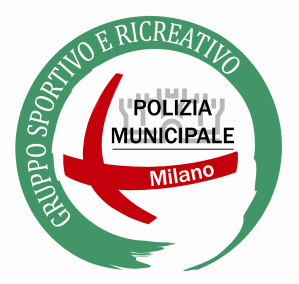 GRUPPO SPORTIVO E RICREATIVO
POLIZIA
MUNICIPALE
Milano